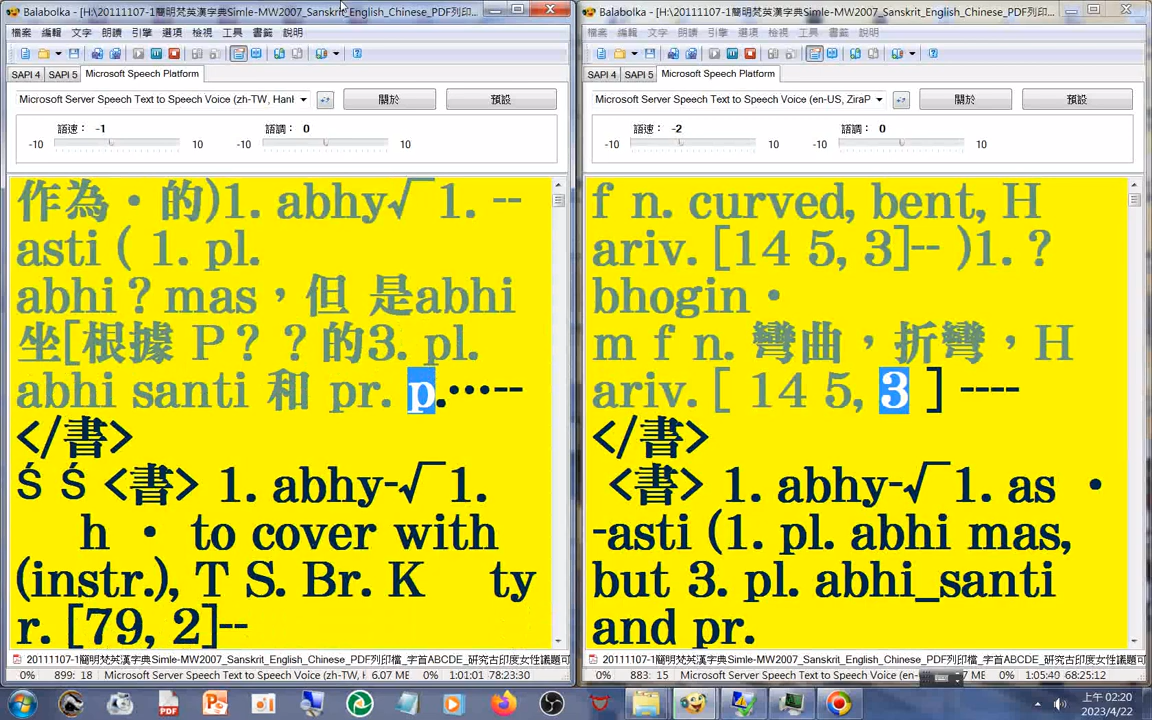 Balabolka - [H:\20111107-1簡明梵英漢字典Simle-MW2007_Sanskrit_English_Chinese_PDF列印...
檔案 編輯 文字 朗讀 引擎 選項 檢視 工具 書籤 說明
SAPI 4 SAPI 5 Microsoft Speech Platform
Microsoft Server Speech Text to Speech Voice (zh-TW, Hanl 關於 預設
語速： -1 語調： 0
-10 10 -10 10
作為・的)1. abhy√1. --
asti ( 1. pl.
abhi？mas，但 是abhi
坐[根據 P？？的3. pl.
abhi santi 和 pr. p.…--
</書>
Ś Ś <書> 1. abhy-√1.
h ・ to cover with
(instr.), T S. Br. K ty
r. [79, 2]--
20111107-1簡明梵英漢字典Simle-MW2007_Sanskrit_English_Chinese_PDF列印檔_字首ABCDE_研究古印度女性議題可
0% 899: 18 Microsoft Server Speech Text to Speech Voice (zh-TW, H 6.07 ME 0% 1:01:01 78:23:30
Balabolka - [H:\20111107-1簡明梵英漢字典Simle-MW2007_Sanskrit_English_Chinese_PDF列印...
檔案 編輯 文字 朗讀 引擎 選項 檢視 工具 書籤 說明
SAPI 4 SAPI 5 Microsoft Speech Platform
Microsoft Server Speech Text to Speech Voice (en-US, ZiraP 關於 預設
語速： -2 語調： 0
-10 10 -10 10
f n. curved, bent, H
ariv. [14 5, 3]-- )1. ?
bhogin・
m f n. 彎曲，折彎，H
ariv. [ 14 5, 3 ] ----
</書>
<書> 1. abhy-√1. as ・
-asti (1. pl. abhi mas,
but 3. pl. abhi_santi
and pr.
20111107-1簡明梵英漢字典Simle-MW2007_Sanskrit_English_Chinese_PDF列印檔_字首ABCDE_研究古印度女性議題可
0% 883: 15 Microsoft Server Speech Text to Speech Voice 0% 1:05:40 68:25:12
上午 02:20
2023/4/22